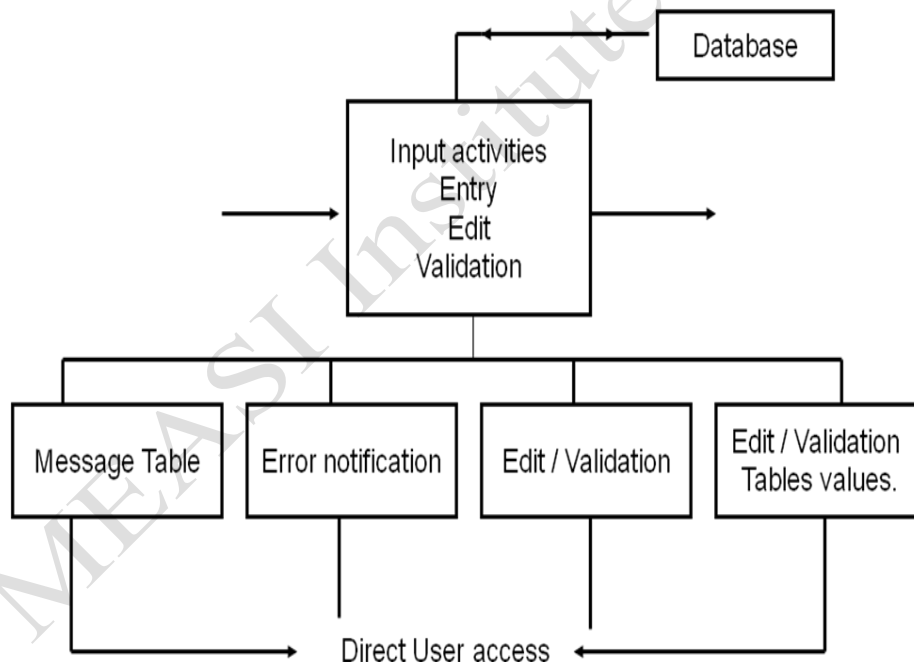 Database
Input activities
Entry
Edit
Validation
Message Table
Error notification
Edit / Validation
Edit / Validation
Tables values.
Direct User access
MEASI Institute